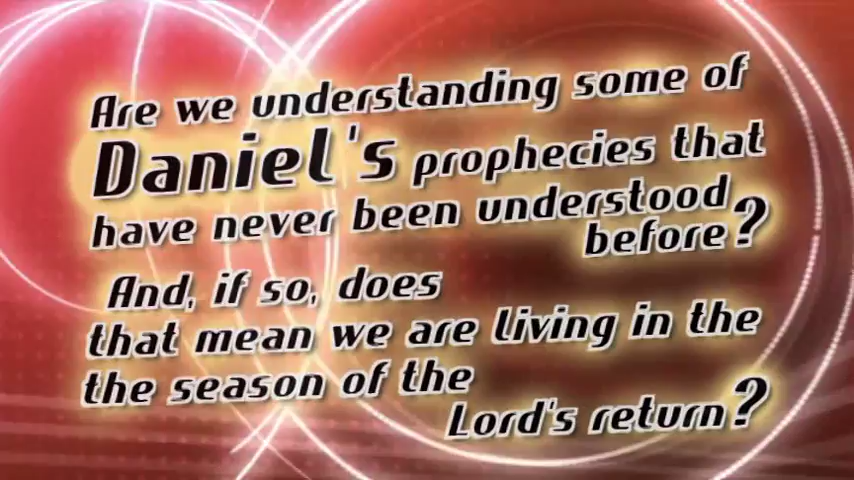 Are we understanding some of
Daniel's prophecies that
have never been understood
before?
And, if so, does
that mean we are living in the
the season of the
Lord's return?